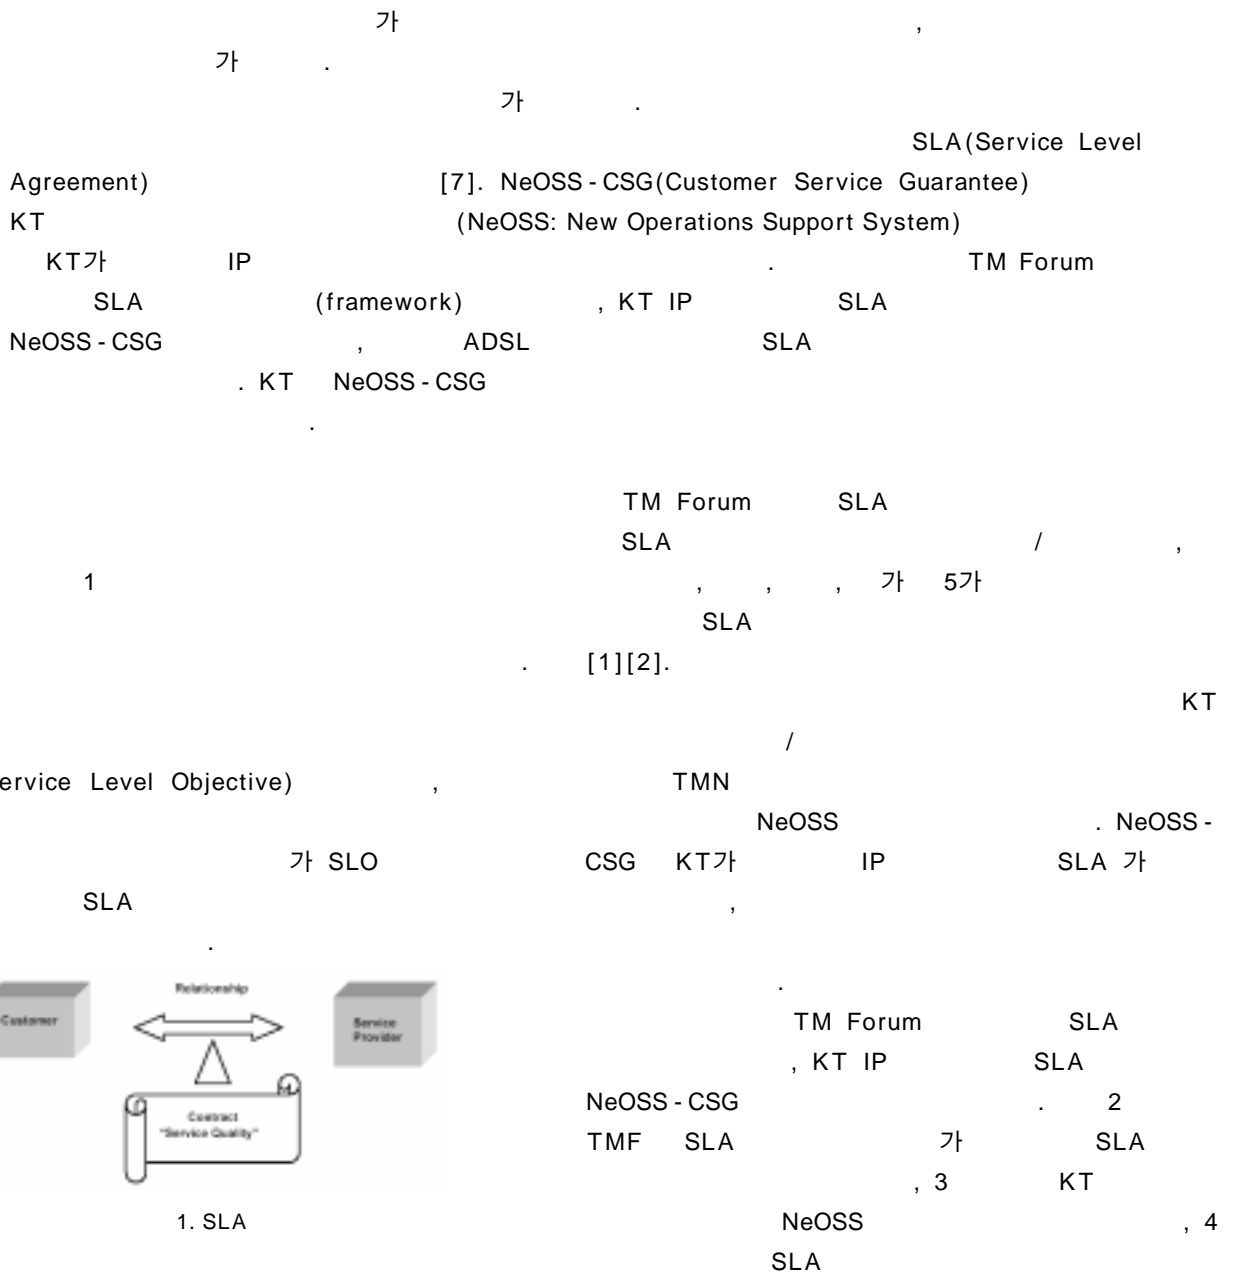 가 ,
가 .
가 .
SLA(Service Level
Agreement) [7]. NeOSS-CSG(Customer Service Guarantee)
KT (NeOSS: New Operations Support System)
KT가 IP . TM Forum
SLA (framework) , KT IP SLA
NeOSS-CSG , ADSL SLA
. KT NeOSS-CSG
.
1
.
ervice Level Objective) ,
가 SLO
SLA
.
Relationship
Customer
Service
Provider
Contract
"Service Quality"
1. SLA
TM Forum SLA
SLA / ,
, , , 가 5가
SLA
[1][2].
KT
/
TMN
NeOSS . NeOSS-
CSG KT가 IP SLA 가
,
.
TM Forum SLA
, KT IP SLA
NeOSS-CSG . 2
TMF SLA 가 SLA
, 3 KT
NeOSS , 4
SLA